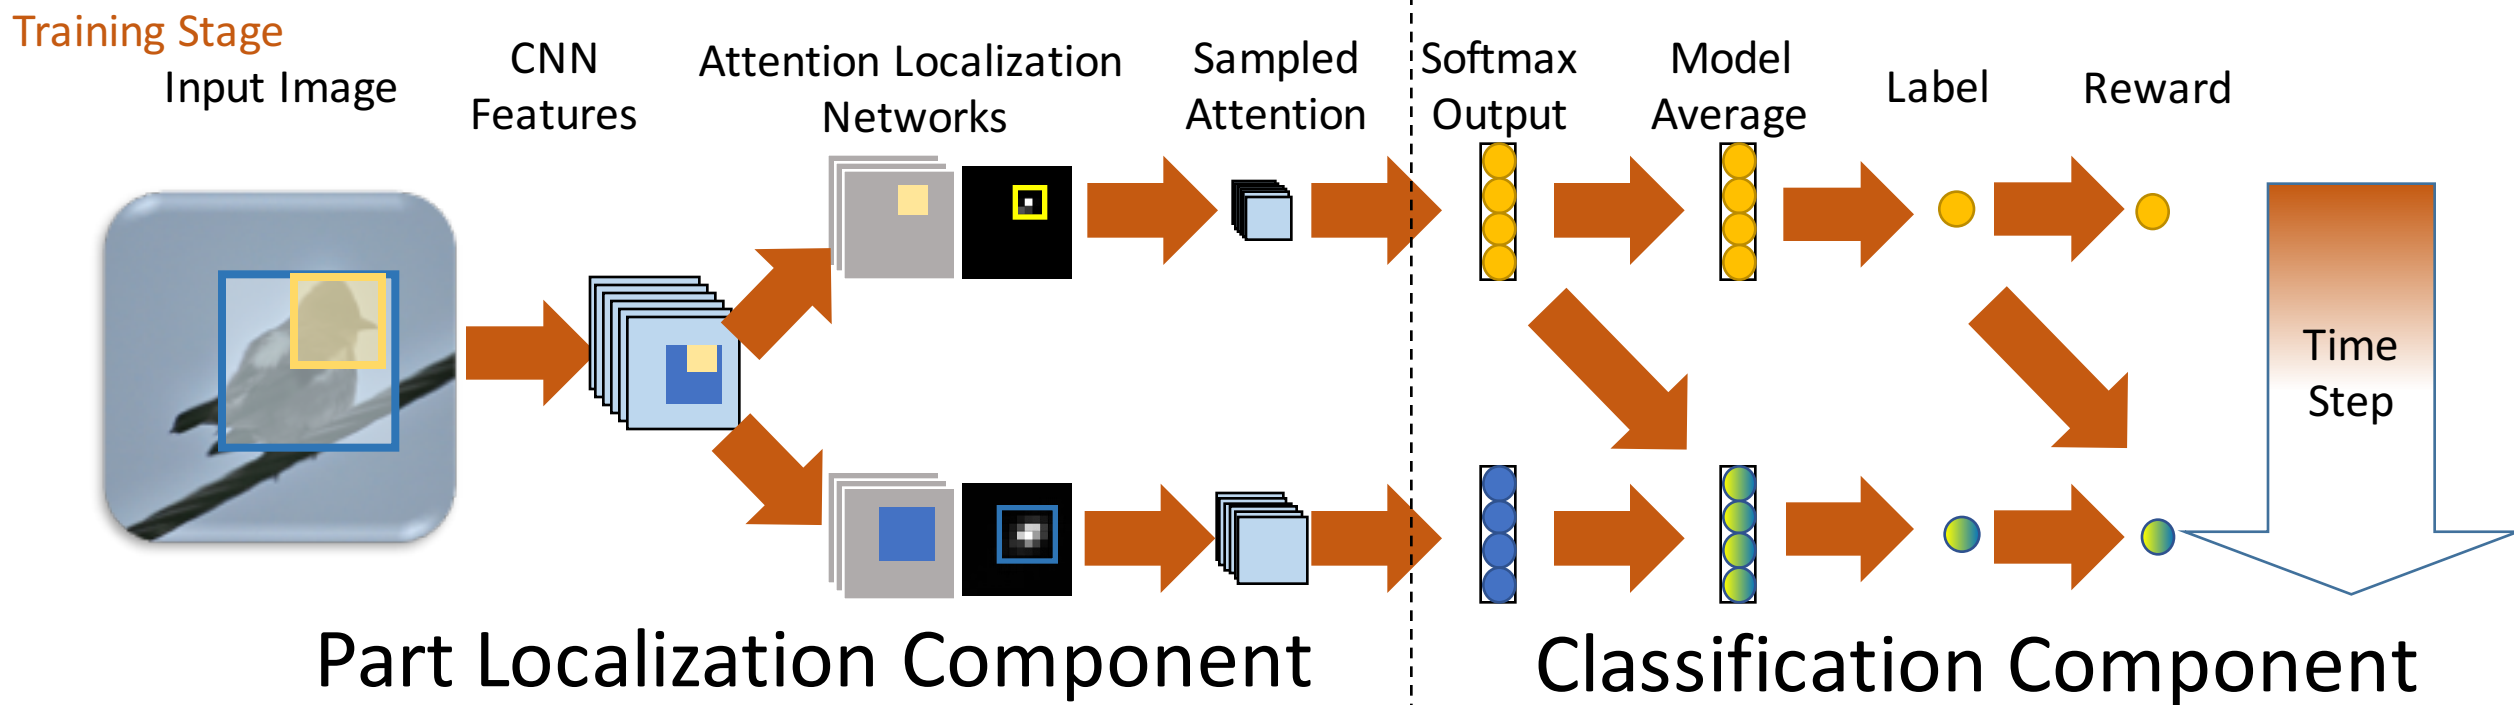 Training Stage
Input Image
CNN
Features
Attention Localization
Networks
Sampled
Attention
Softmax
Output
Model
Average
Label
Reward
Time
Step
Part Localization Component
Classification Component